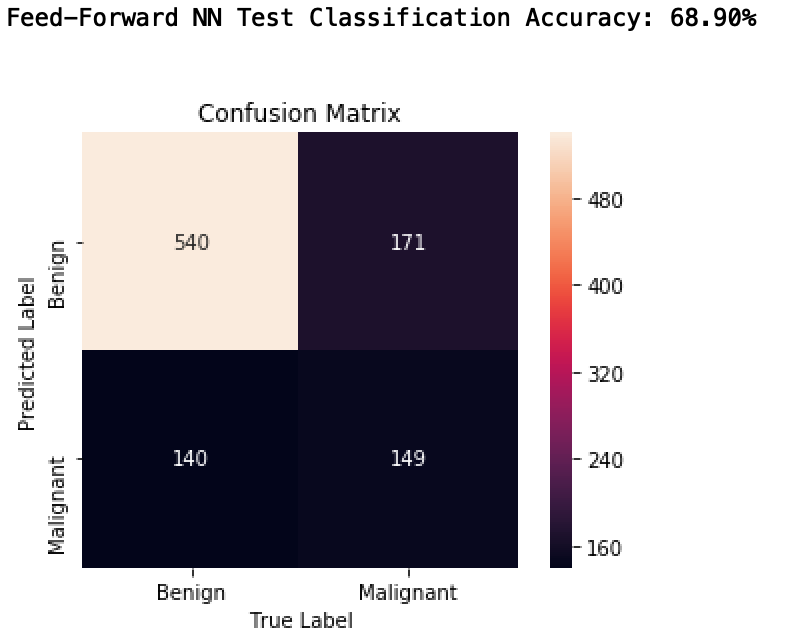 Feed-Forward NN Test Classification Accuracy: 68.90%
Confusion Matrix
Predicted Label
Benign
540
171
Malignant
140
149
Benign
Malignant
True Label
480
400
320
240
160